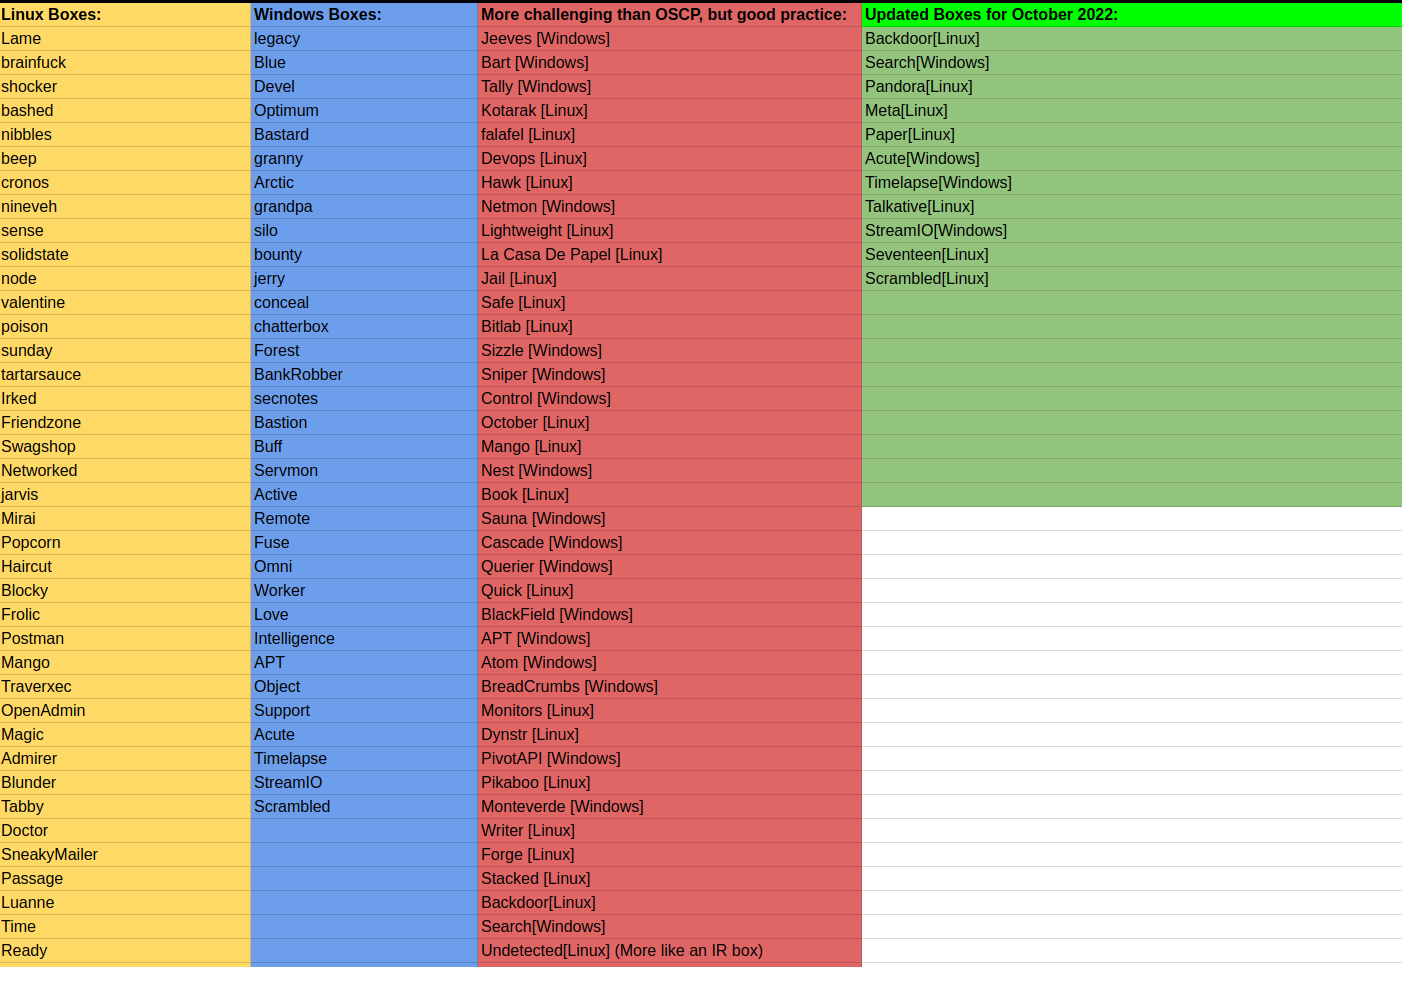 Linux Boxes: Windows Boxes: More challenging than OSCP, but good practice: Updated Boxes for October 2022:
Lame legacy Jeeves [Windows] Backdoor[Linux]
brainfuck Blue Bart [Windows] Search[Windows]
shocker Devel Tally [Windows] Pandora[Linux]
bashed Optimum Kotarak [Linux] Meta[Linux]
nibbles Bastard falafel [Linux] Paper[Linux]
beep granny Devops [Linux] Acute[Windows]
cronos Arctic Hawk [Linux] Timelapse[Windows]
nineveh grandpa Netmon [Windows] Talkative[Linux]
sense silo Lightweight [Linux] StreamIO[Windows]
solidstate bounty La Casa De Papel [Linux] Seventeen[Linux]
node jerry Jail [Linux] Scrambled[Linux]
valentine conceal Safe [Linux]
poison chatterbox Bitlab [Linux]
sunday Forest Sizzle [Windows]
tartarsauce BankRobber Sniper [Windows]
Irked secnotes Control [Windows]
Friendzone Bastion October [Linux]
Swagshop Buff Mango [Linux]
Networked Servmon Nest [Windows]
jarvis Active Book [Linux]
Mirai Remote Sauna [Windows]
Popcorn Fuse Cascade [Windows]
Haircut Omni Querier [Windows]
Blocky Worker Quick [Linux]
Frolic Love BlackField [Windows]
Postman Intelligence APT [Windows]
Mango APT Atom [Windows]
Traverxec Object BreadCrumbs [Windows]
OpenAdmin Support Monitors [Linux]
Magic Acute Dynstr [Linux]
Admirer Timelapse PivotAPI [Windows]
Blunder StreamIO Pikaboo [Linux]
Tabby Scrambled Monteverde [Windows]
Doctor Writer [Linux]
SneakyMailer Forge [Linux]
Passage Stacked [Linux]
Luanne Backdoor[Linux]
Time Search[Windows]
Ready Undetected[Linux] (More like an IR box)